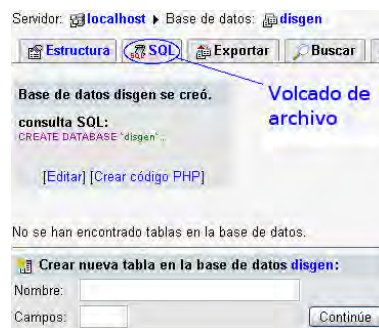 Servidor: localhost ▸ Base de datos: disgen
Estructura SQL Exportar Buscar
Volcado de archivo
Base de datos disgen se creó.
consulta SQL:
CREATE DATABASE `disgen` ;
[Editar] [Crear código PHP]
No se han encontrado tablas en la base de datos.
Crear nueva tabla en la base de datos disgen:
Nombre:
Campos:
Continúe